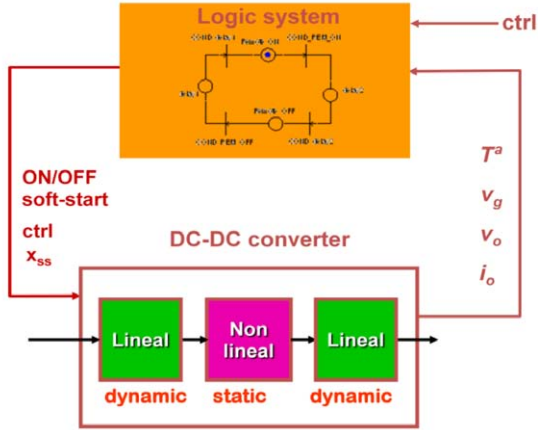 Logic system
ctrl
ON/OFF
soft-start
ctrl
xss
Tᵃ
vg
vo
io
DC-DC converter
Lineal
Non
lineal
Lineal
dynamic
static
dynamic